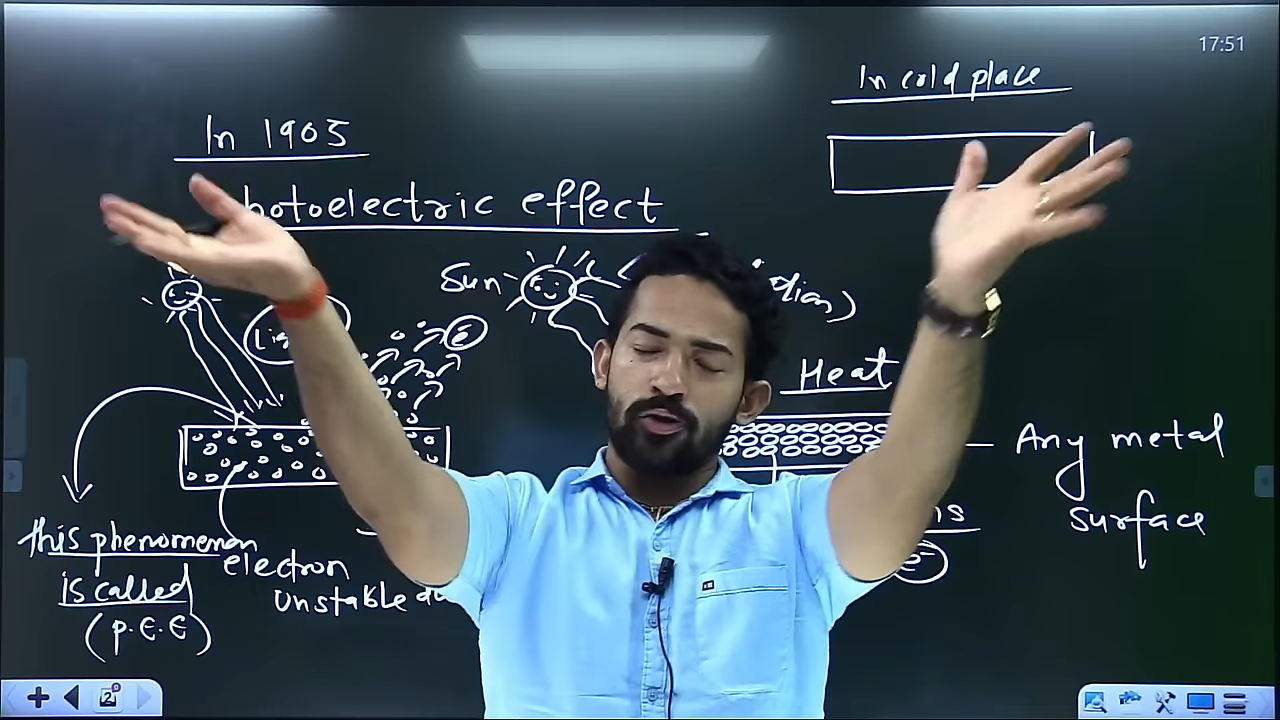 17:51
In cold place
In 1905
hotoelectric effect
Sun
Heat
e
Any metal
surface
this phenomenon
is called
(P.E.E)
electron
unstable
e-
2